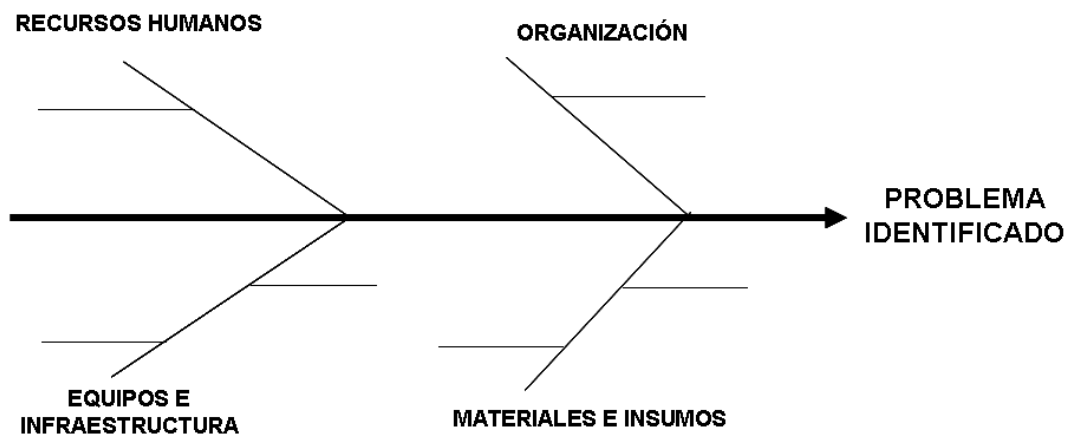 RECURSOS HUMANOS
ORGANIZACIÓN
PROBLEMA
IDENTIFICADO
EQUIPOS E
INFRAESTRUCTURA
MATERIALES E INSUMOS